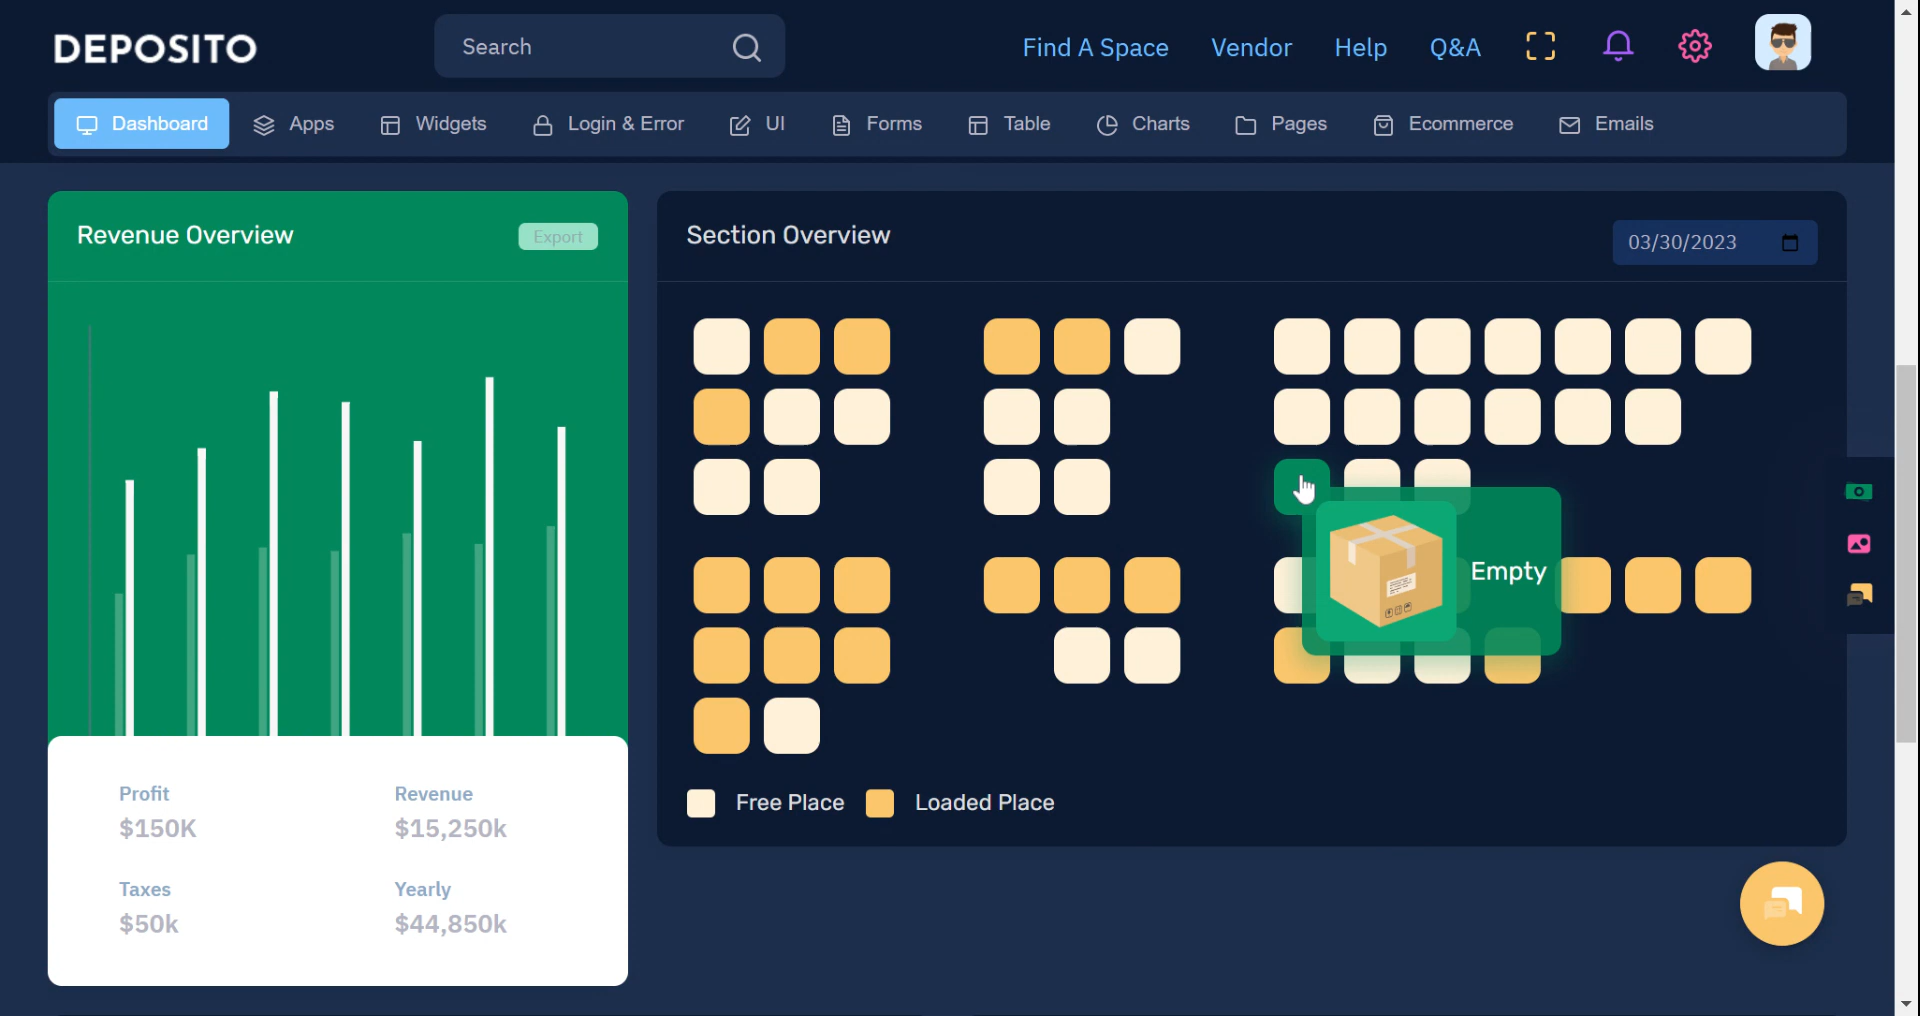 DEPOSITO
Search
Find A Space
Vendor
Help
Q&A
Dashboard
Apps
Widgets
Login & Error
UI
Forms
Table
Charts
Pages
Ecommerce
Emails
Revenue Overview
Export
Section Overview
03/30/2023
Empty
Profit
Revenue
$150K
$15,250k
Taxes
Yearly
$50k
$44,850k
Free Place
Loaded Place